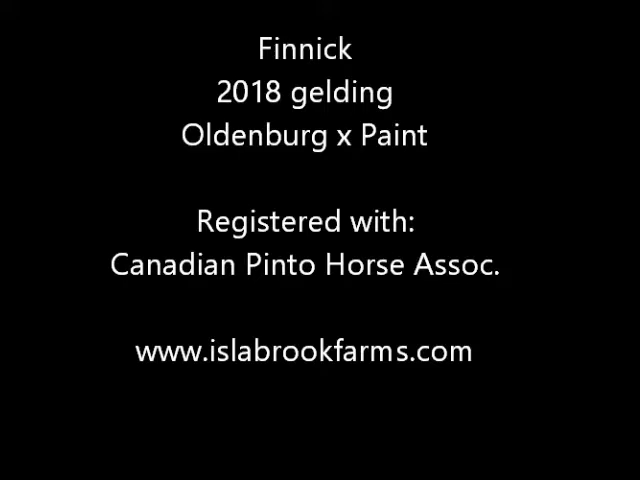 Finnick
2018 gelding
Oldenburg x Paint
Registered with:
Canadian Pinto Horse Assoc.
www.islabrookfarms.com